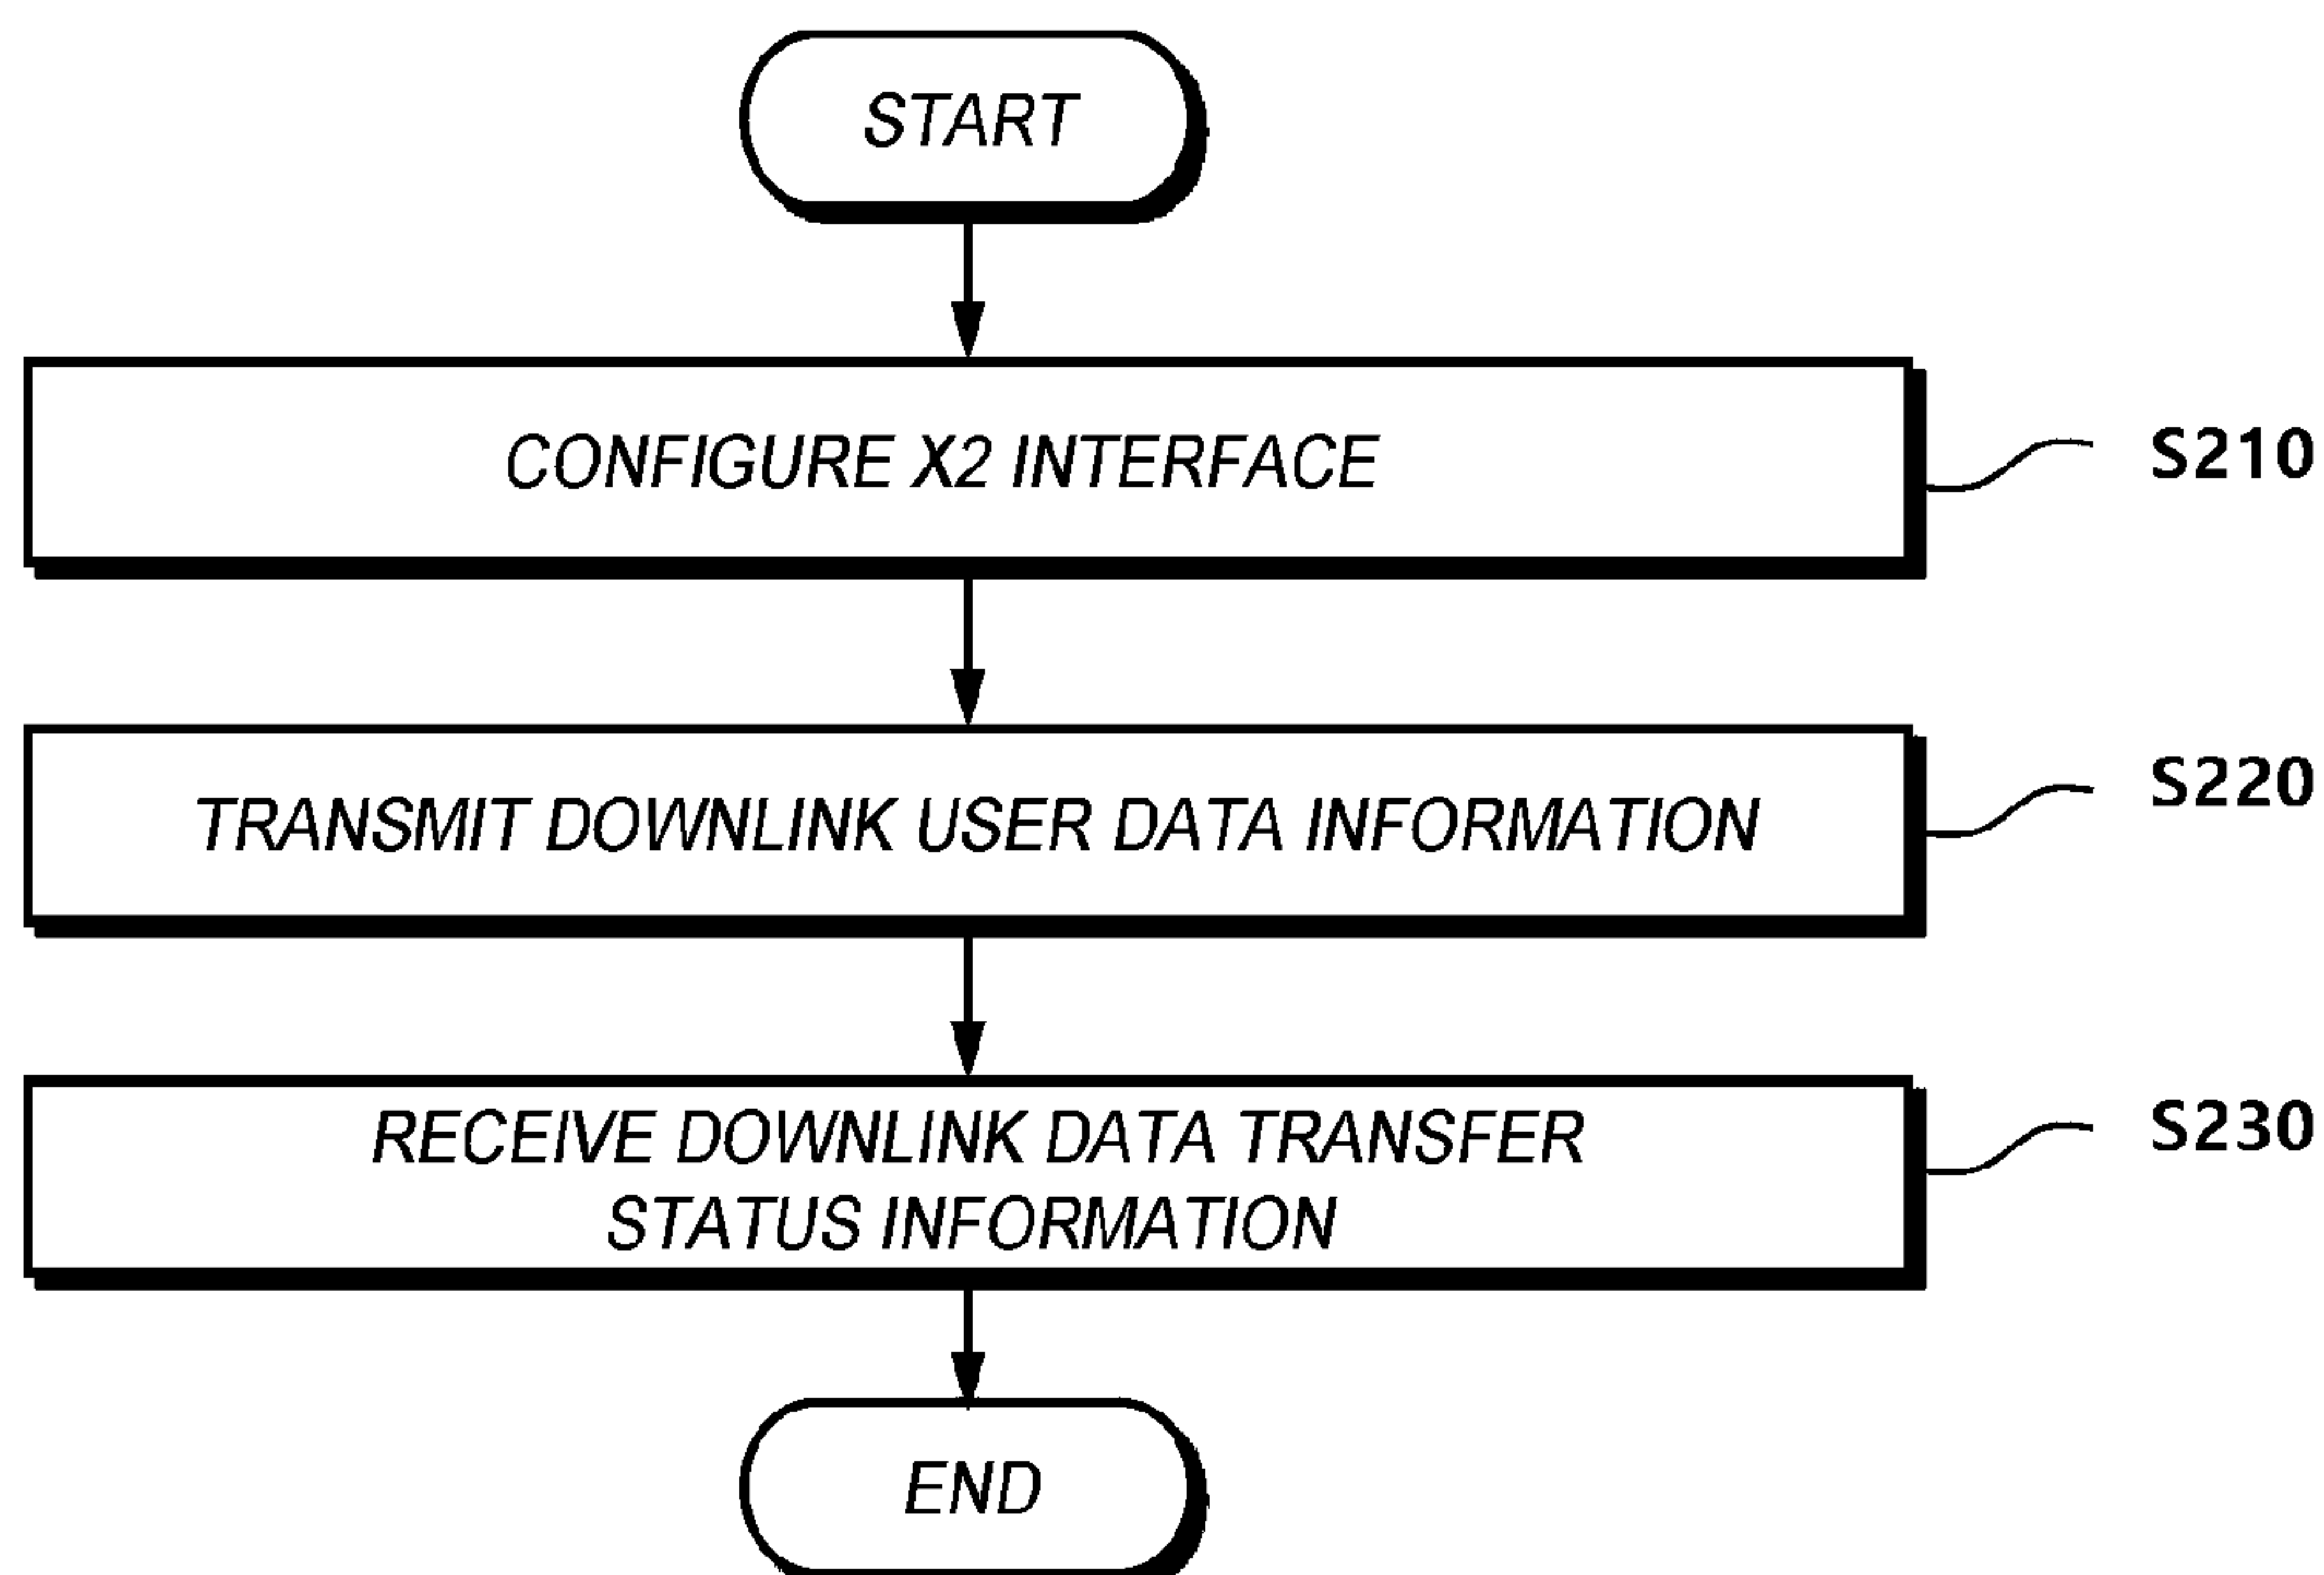 START
CONFIGURE X2 INTERFACE
S210
TRANSMIT DOWNLINK USER DATA INFORMATION
S220
RECEIVE DOWNLINK DATA TRANSFER
STATUS INFORMATION
S230
END